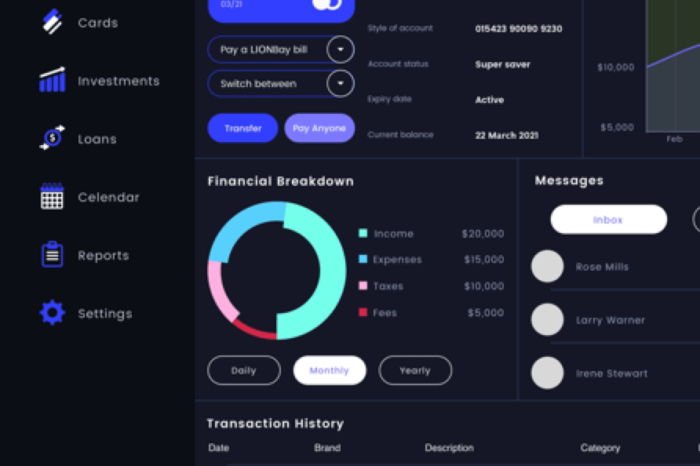 Cards
Investments
Loans
Calendar
Reports
Settings
03/21
Pay a LIONBay bill
Switch between
Transfer
Pay Anyone
Style of account 015423 90090 9230
Account status Super saver
Expiry date Active
Current balance 22 March 2021
$10,000
$5,000
Feb
Financial Breakdown
Income $20,000
Expenses $15,000
Taxes $10,000
Fees $5,000
Daily
Monthly
Yearly
Messages
Inbox
Rose Mills
Larry Warner
Irene Stewart
Transaction History
Date Brand Description Category